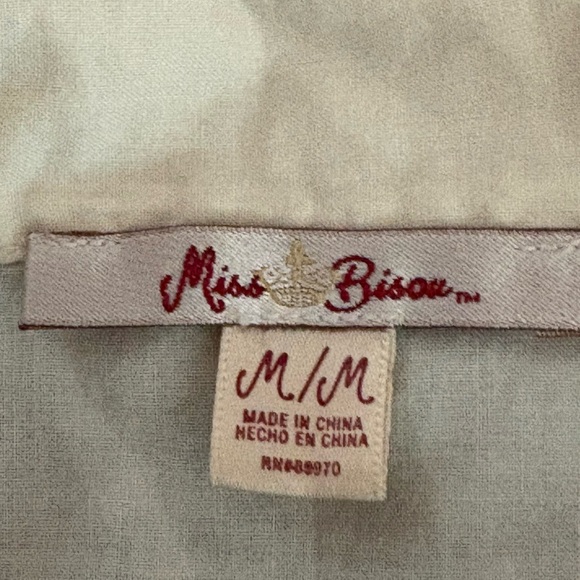 Miss Bisou™
M/M
MADE IN CHINA
HECHO EN CHINA